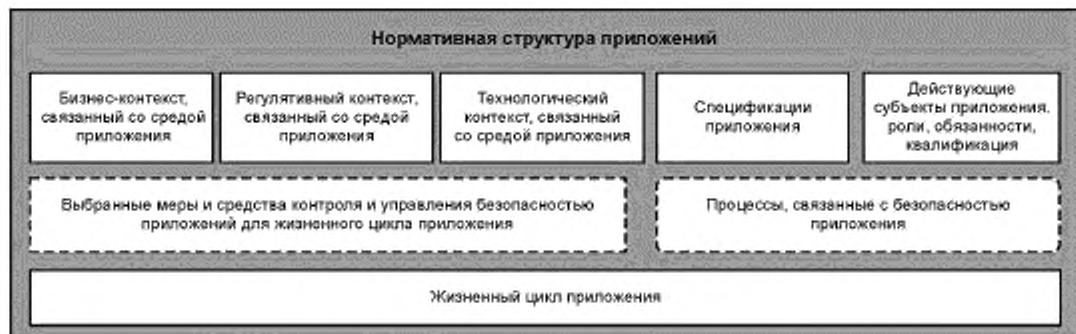 Нормативная структура приложений
Бизнес-контекст,
связанный со средой
приложения
Регулятивный контекст,
связанный со средой
приложения
Технологический
контекст, связанный
со средой приложения
Спецификации
приложения
Действующие
субъекты приложения,
роли, обязанности,
квалификация
Выбранные меры и средства контроля и управления безопасностью
приложений для жизненного цикла приложения
Процессы, связанные с безопасностью
приложения
Жизненный цикл приложения